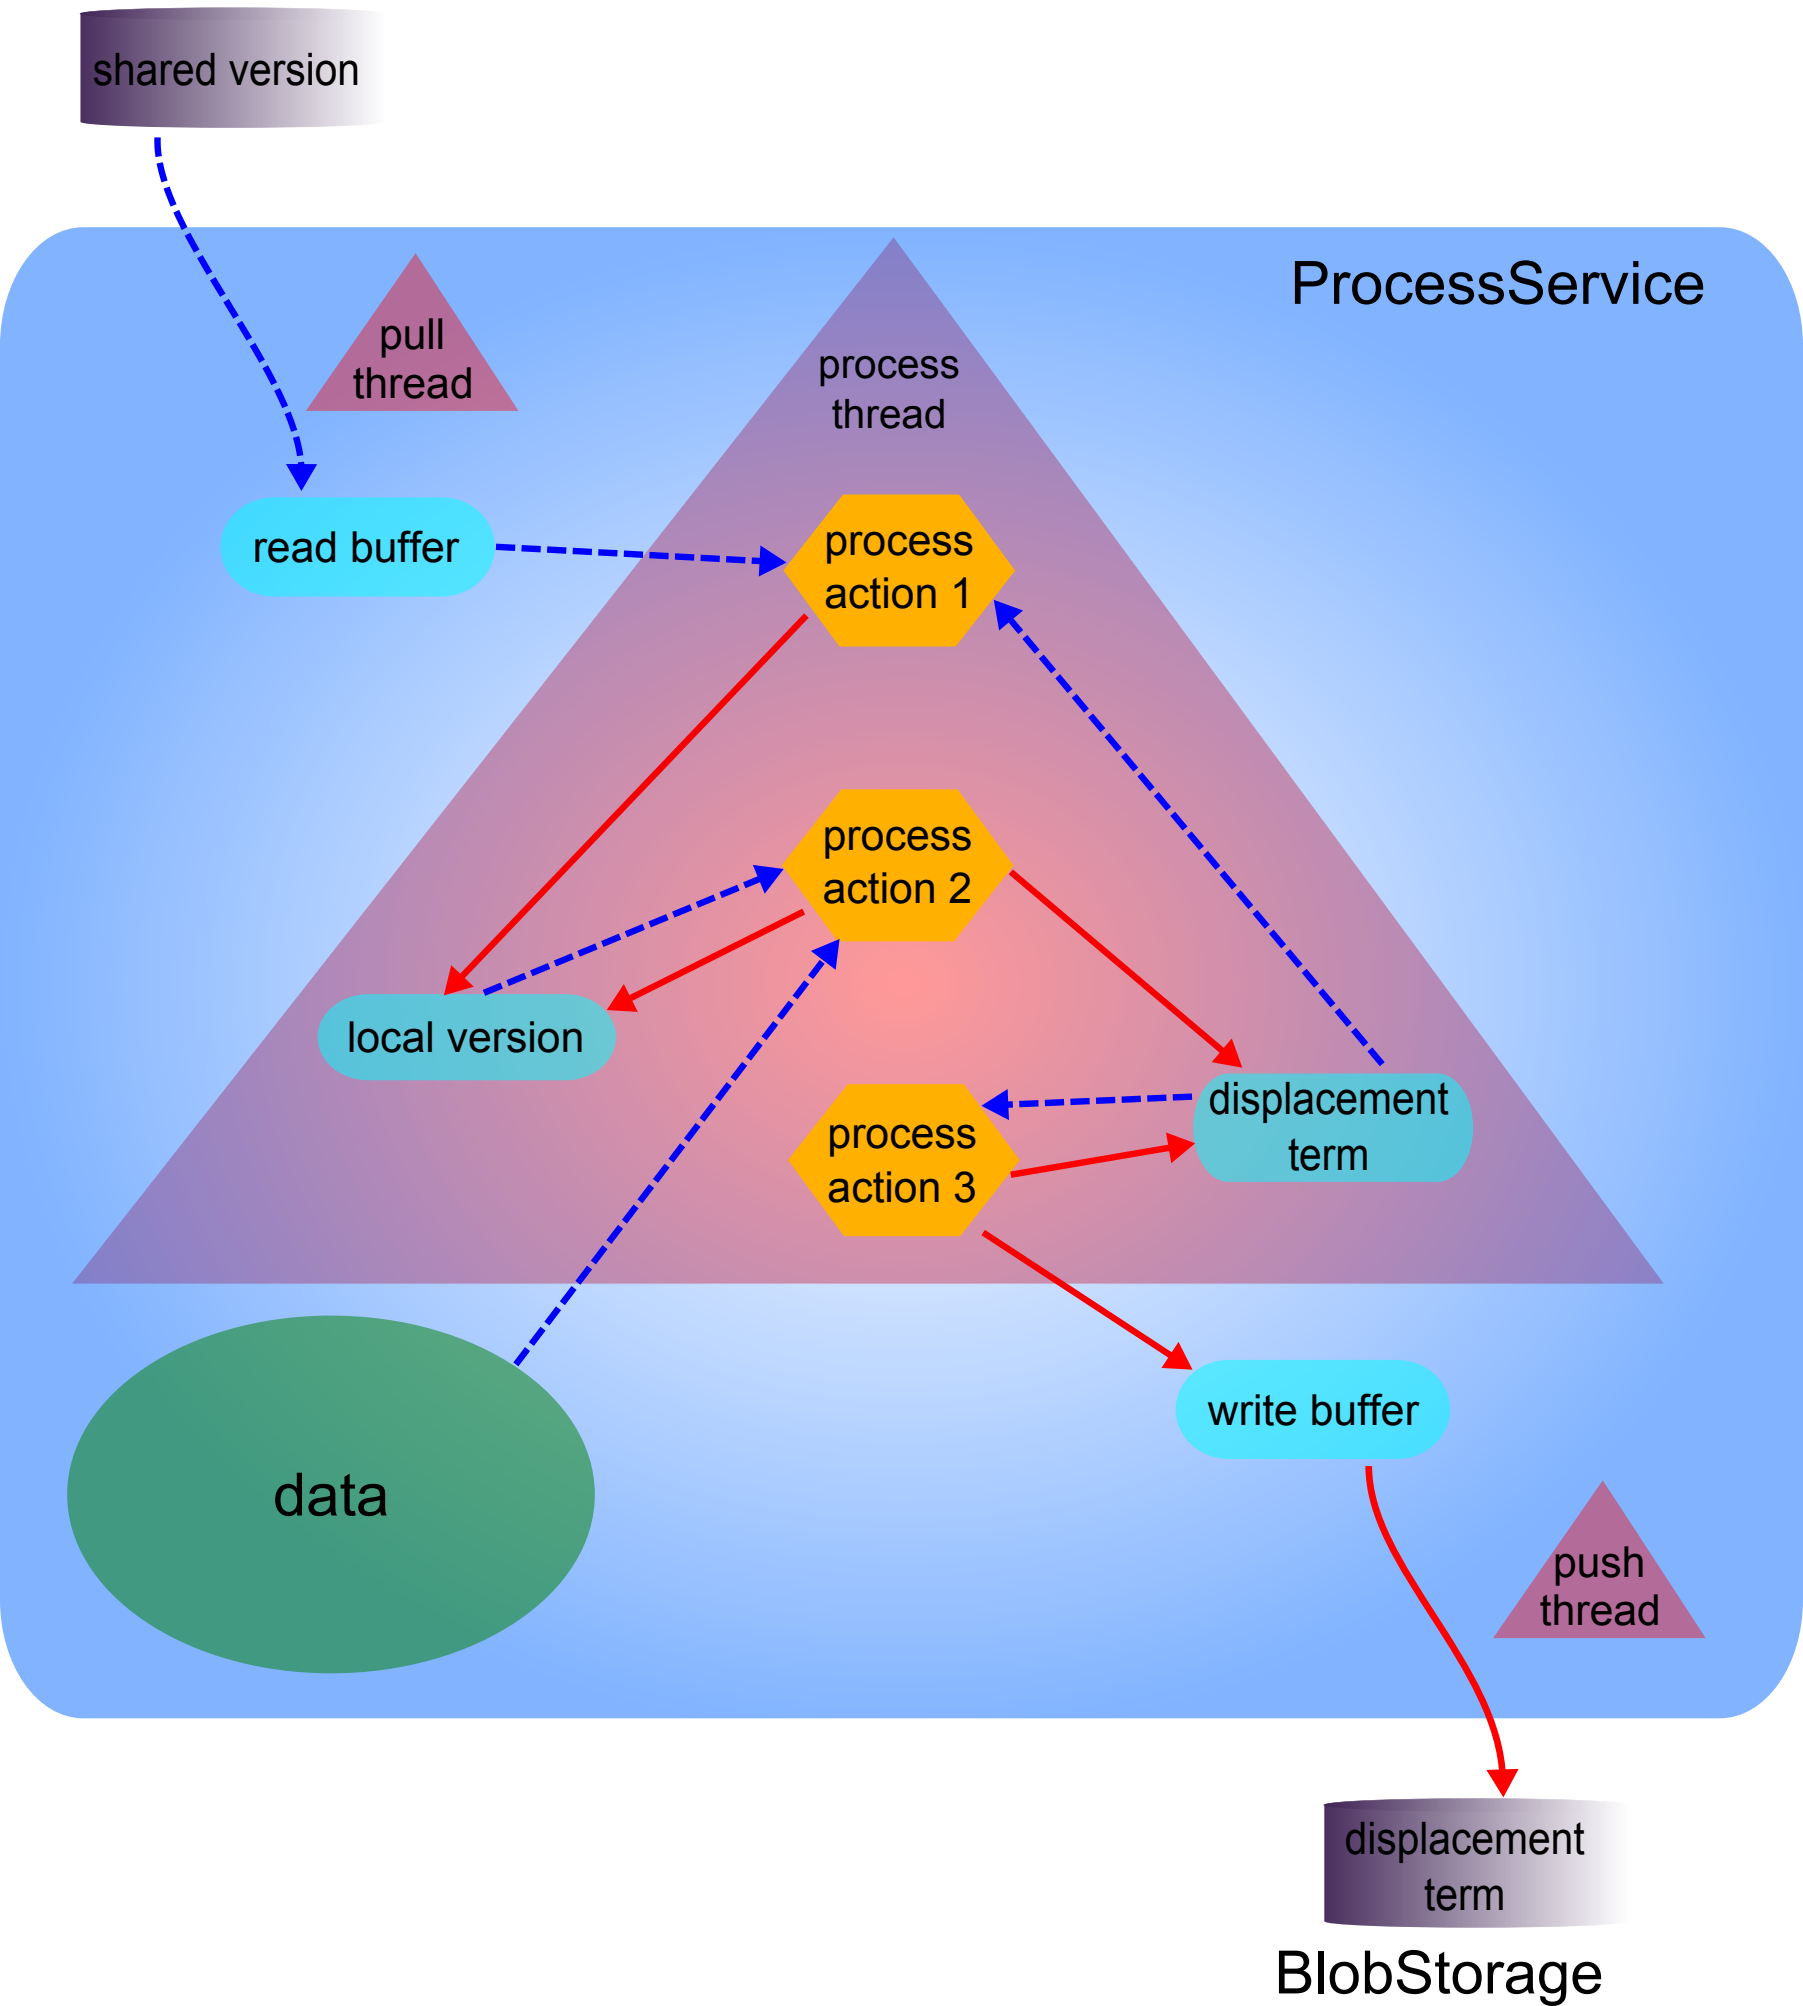 shared version
ProcessService
pull
thread
process
thread
read buffer
process
action 1
process
action 2
local version
displacement
term
process
action 3
write buffer
data
push
thread
displacement
term
BlobStorage